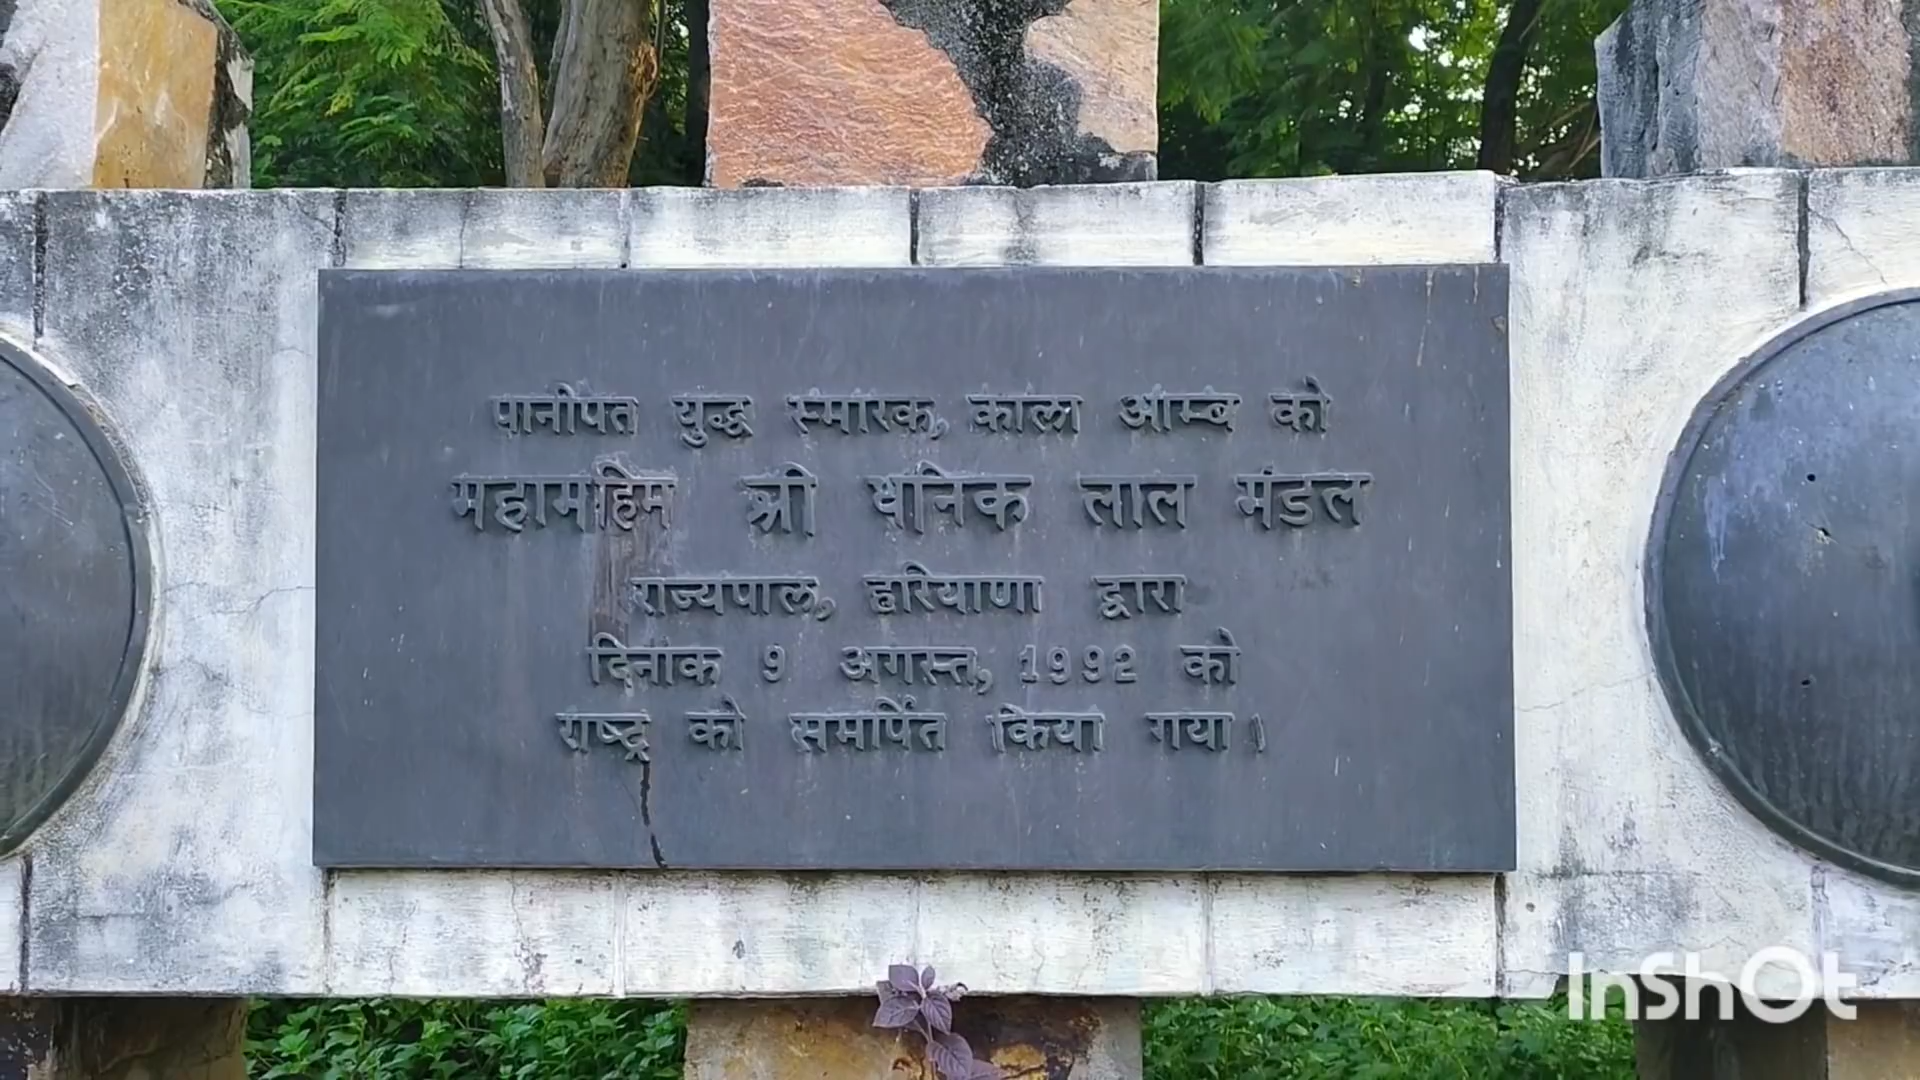 पानीपत युद्ध स्मारक, काला आम्ब को
महामहिम श्री धनिक लाल मंडल
राज्यपाल, हरियाणा द्वारा
दिनांक 9 अगस्त, 1992 को
राष्ट्र को समर्पित किया गया।
InShOt